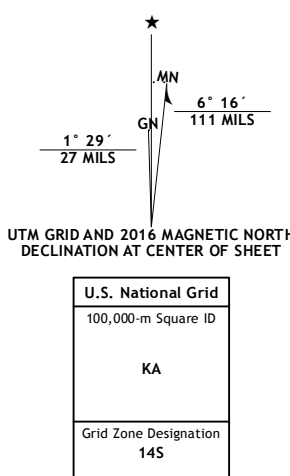 ★
MN
GN
6° 16´
111 MILS
1° 29´
27 MILS
UTM GRID AND 2016 MAGNETIC NORTH
DECLINATION AT CENTER OF SHEET
U.S. National Grid
100,000-m Square ID
KA
Grid Zone Designation
14S